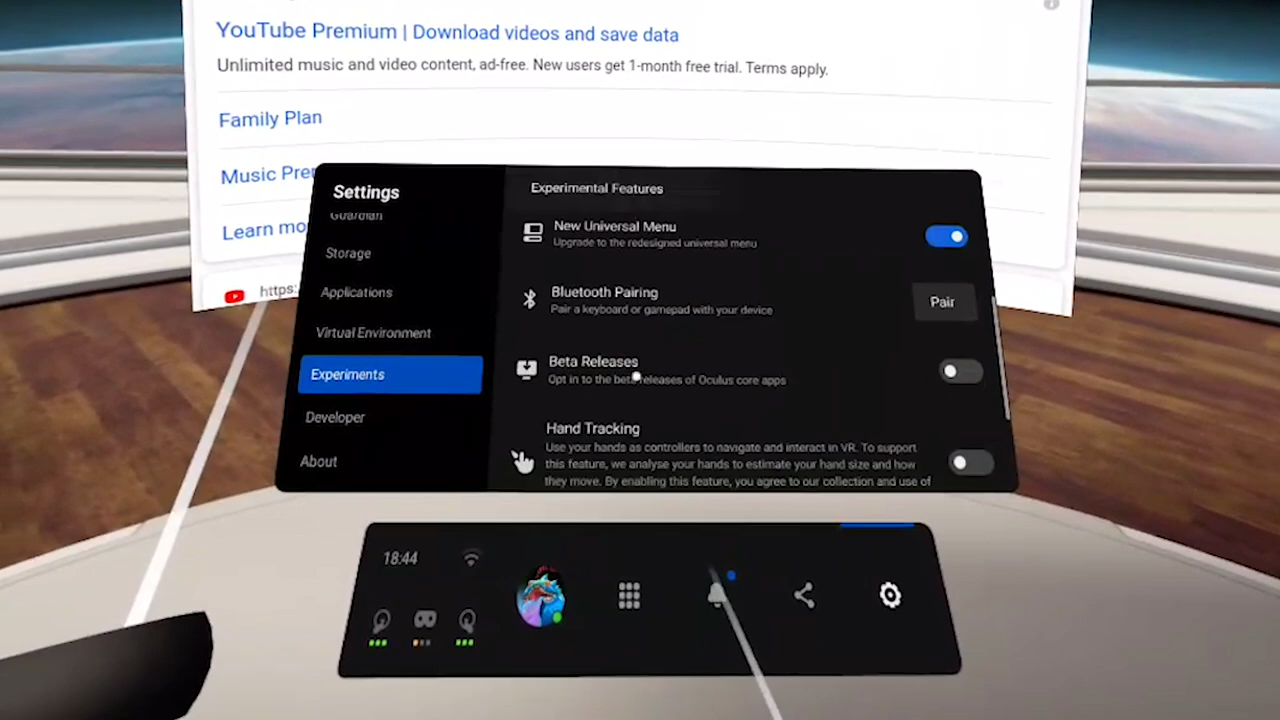 YouTube Premium | Download videos and save data
Unlimited music and video content, ad-free. New users get 1-month free trial. Terms apply.
Family Plan
Music Pre
Learn mo
https:
Settings
Guardian
Storage
Applications
Virtual Environment
Experiments
Developer
About
Experimental Features
New Universal Menu
Upgrade to the redesigned universal menu
Bluetooth Pairing
Pair a keyboard or gamepad with your device
Pair
Beta Releases
Opt in to the beta releases of Oculus core apps
Hand Tracking
Use your hands as controllers to navigate and interact in VR. To support
this feature, we analyse your hands to estimate your hand size and how
they move. By enabling this feature, you agree to our collection and use of
18:44